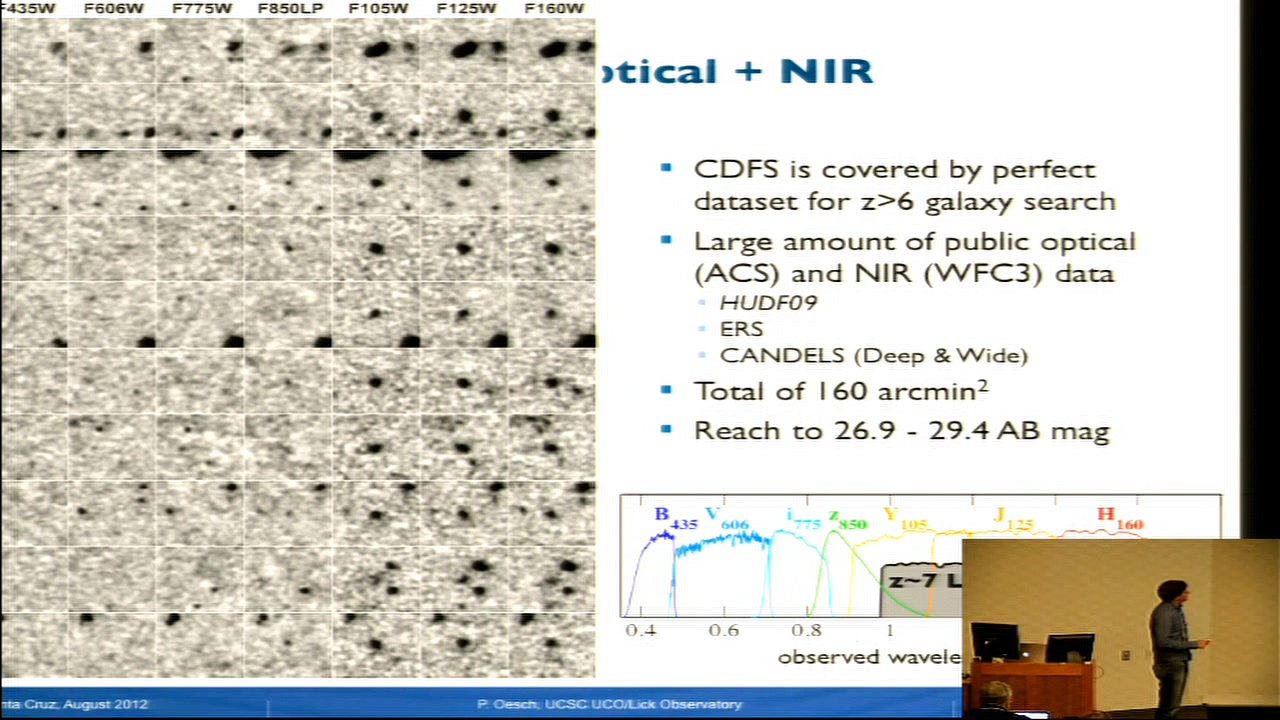 F435W F606W F775W F850LP F105W F125W F160W
ptical + NIR
CDFS is covered by perfect
dataset for z>6 galaxy search
Large amount of public optical
(ACS) and NIR (WFC3) data
HUDF09
ERS
CANDELS (Deep & Wide)
Total of 160 arcmin²
Reach to 26.9 - 29.4 AB mag
B435 V606 i775 z850 Y105 J125 H160
z~7 L
0.4 0.6 0.8 1
observed wavele
nta Cruz, August 2012 P. Oesch, UCSC UCO/Lick Observatory